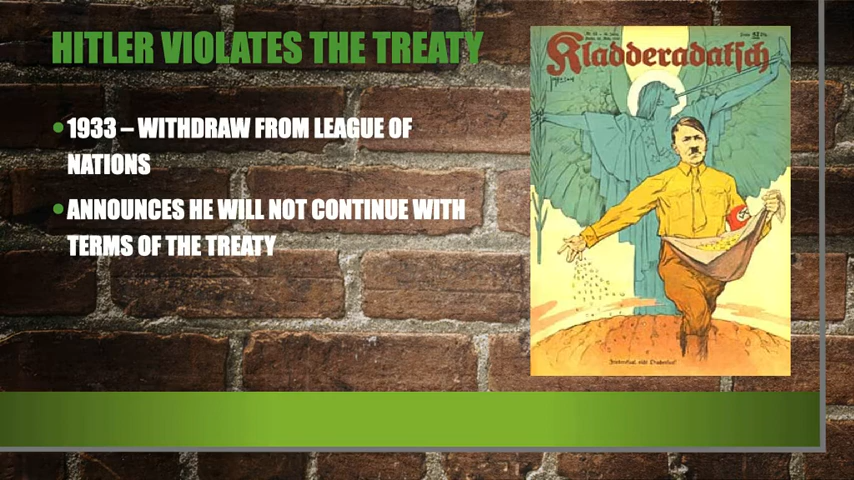 HITLER VIOLATES THE TREATY
1933 – WITHDRAW FROM LEAGUE OF
NATIONS
ANNOUNCES HE WILL NOT CONTINUE WITH
TERMS OF THE TREATY
Kladderadatsch